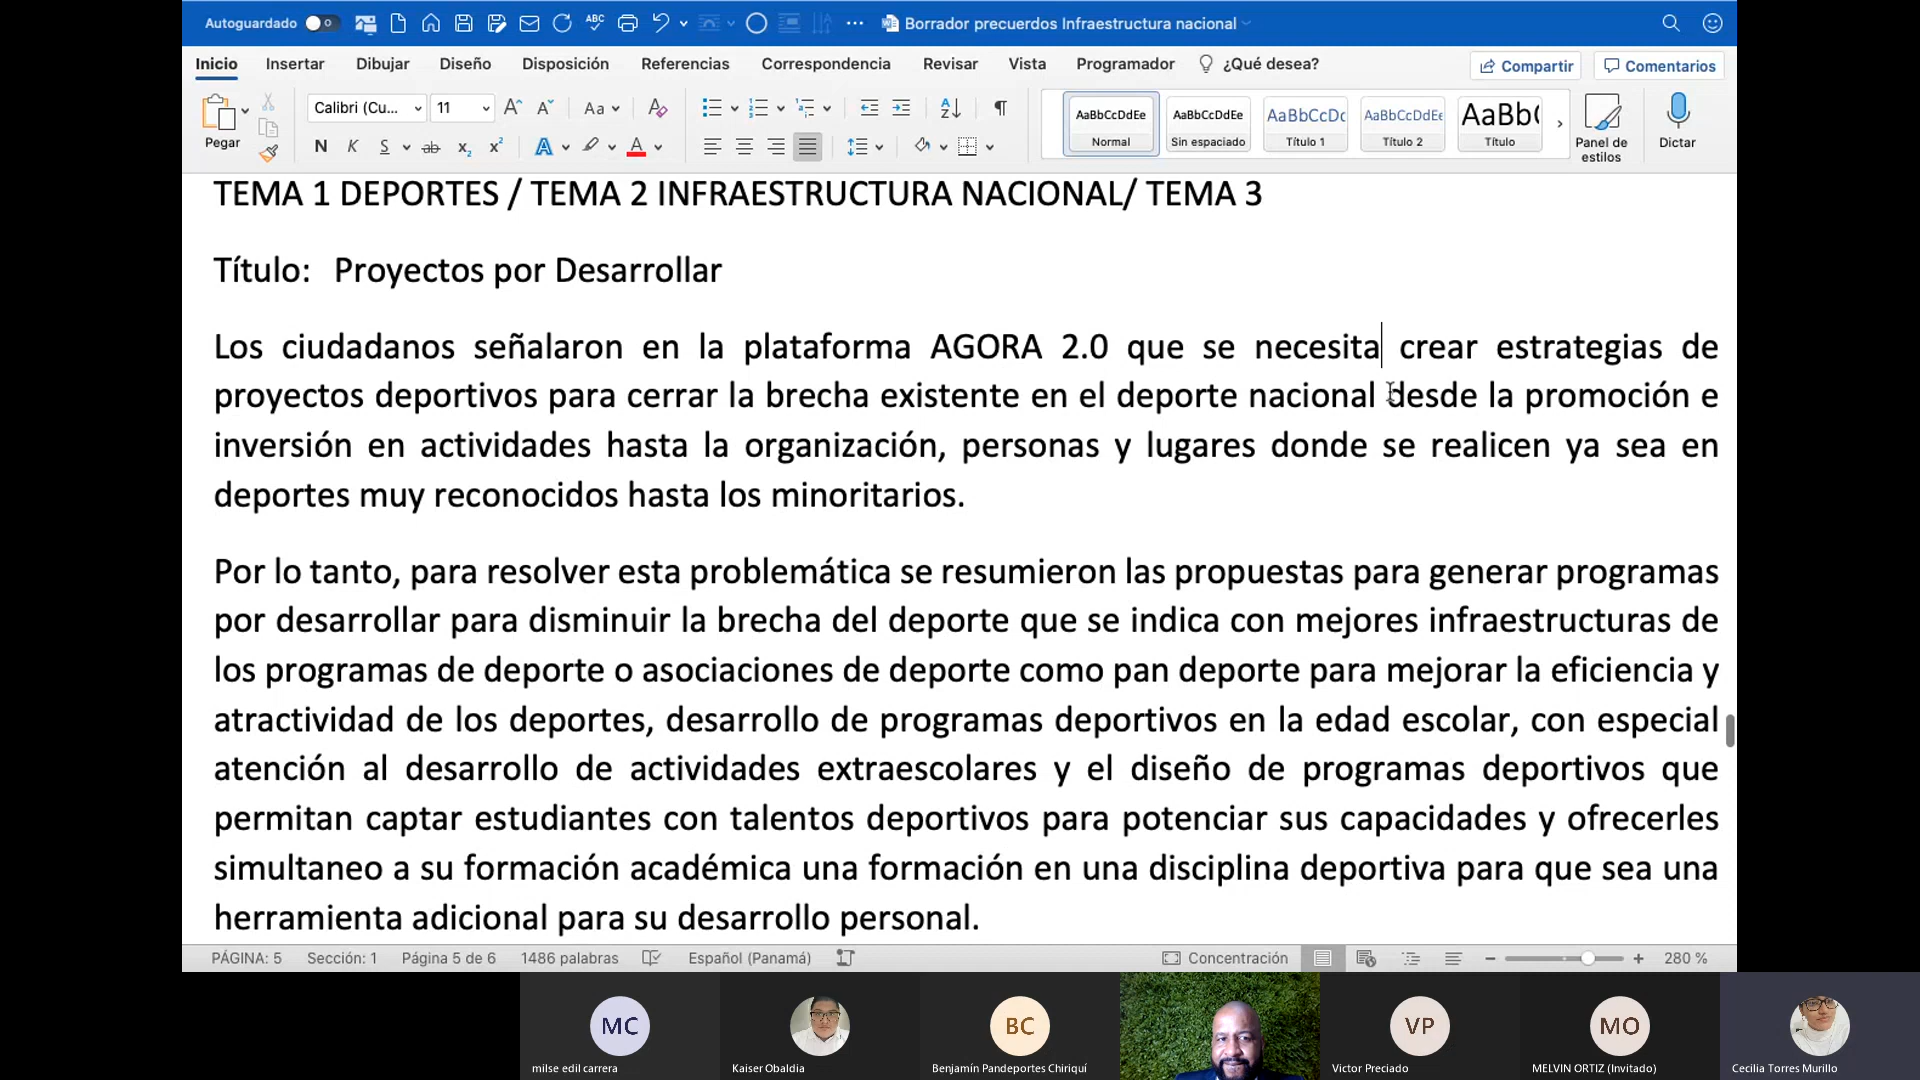 Autoguardado
Borrador precuerdos Infraestructura nacional
Inicio Insertar Dibujar Diseño Disposición Referencias Correspondencia Revisar Vista Programador ¿Qué desea? Compartir Comentarios
Pegar
Calibri (Cu... 11
N K S ab x₂ x²
AaBbCcDdEe Normal
AaBbCcDdEe Sin espaciado
AaBbCcDc Título 1
AaBbCcDdEe Título 2
AaBb( Título
Panel de estilos
Dictar
TEMA 1 DEPORTES / TEMA 2 INFRAESTRUCTURA NACIONAL/ TEMA 3
Título: Proyectos por Desarrollar
Los ciudadanos señalaron en la plataforma AGORA 2.0 que se necesita crear estrategias de
proyectos deportivos para cerrar la brecha existente en el deporte nacional desde la promoción e
inversión en actividades hasta la organización, personas y lugares donde se realicen ya sea en
deportes muy reconocidos hasta los minoritarios.
Por lo tanto, para resolver esta problemática se resumieron las propuestas para generar programas
por desarrollar para disminuir la brecha del deporte que se indica con mejores infraestructuras de
los programas de deporte o asociaciones de deporte como pan deporte para mejorar la eficiencia y
atractividad de los deportes, desarrollo de programas deportivos en la edad escolar, con especial
atención al desarrollo de actividades extraescolares y el diseño de programas deportivos que
permitan captar estudiantes con talentos deportivos para potenciar sus capacidades y ofrecerles
simultaneo a su formación académica una formación en una disciplina deportiva para que sea una
herramienta adicional para su desarrollo personal.
PÁGINA: 5 Sección: 1 Página 5 de 6 1486 palabras Español (Panamá) Concentración 280 %
MC BC VP MO
milse edil carrera Kaiser Obaldia Benjamín Pandeportes Chiriquí Victor Preciado MELVIN ORTIZ (Invitado) Cecilia Torres Murillo